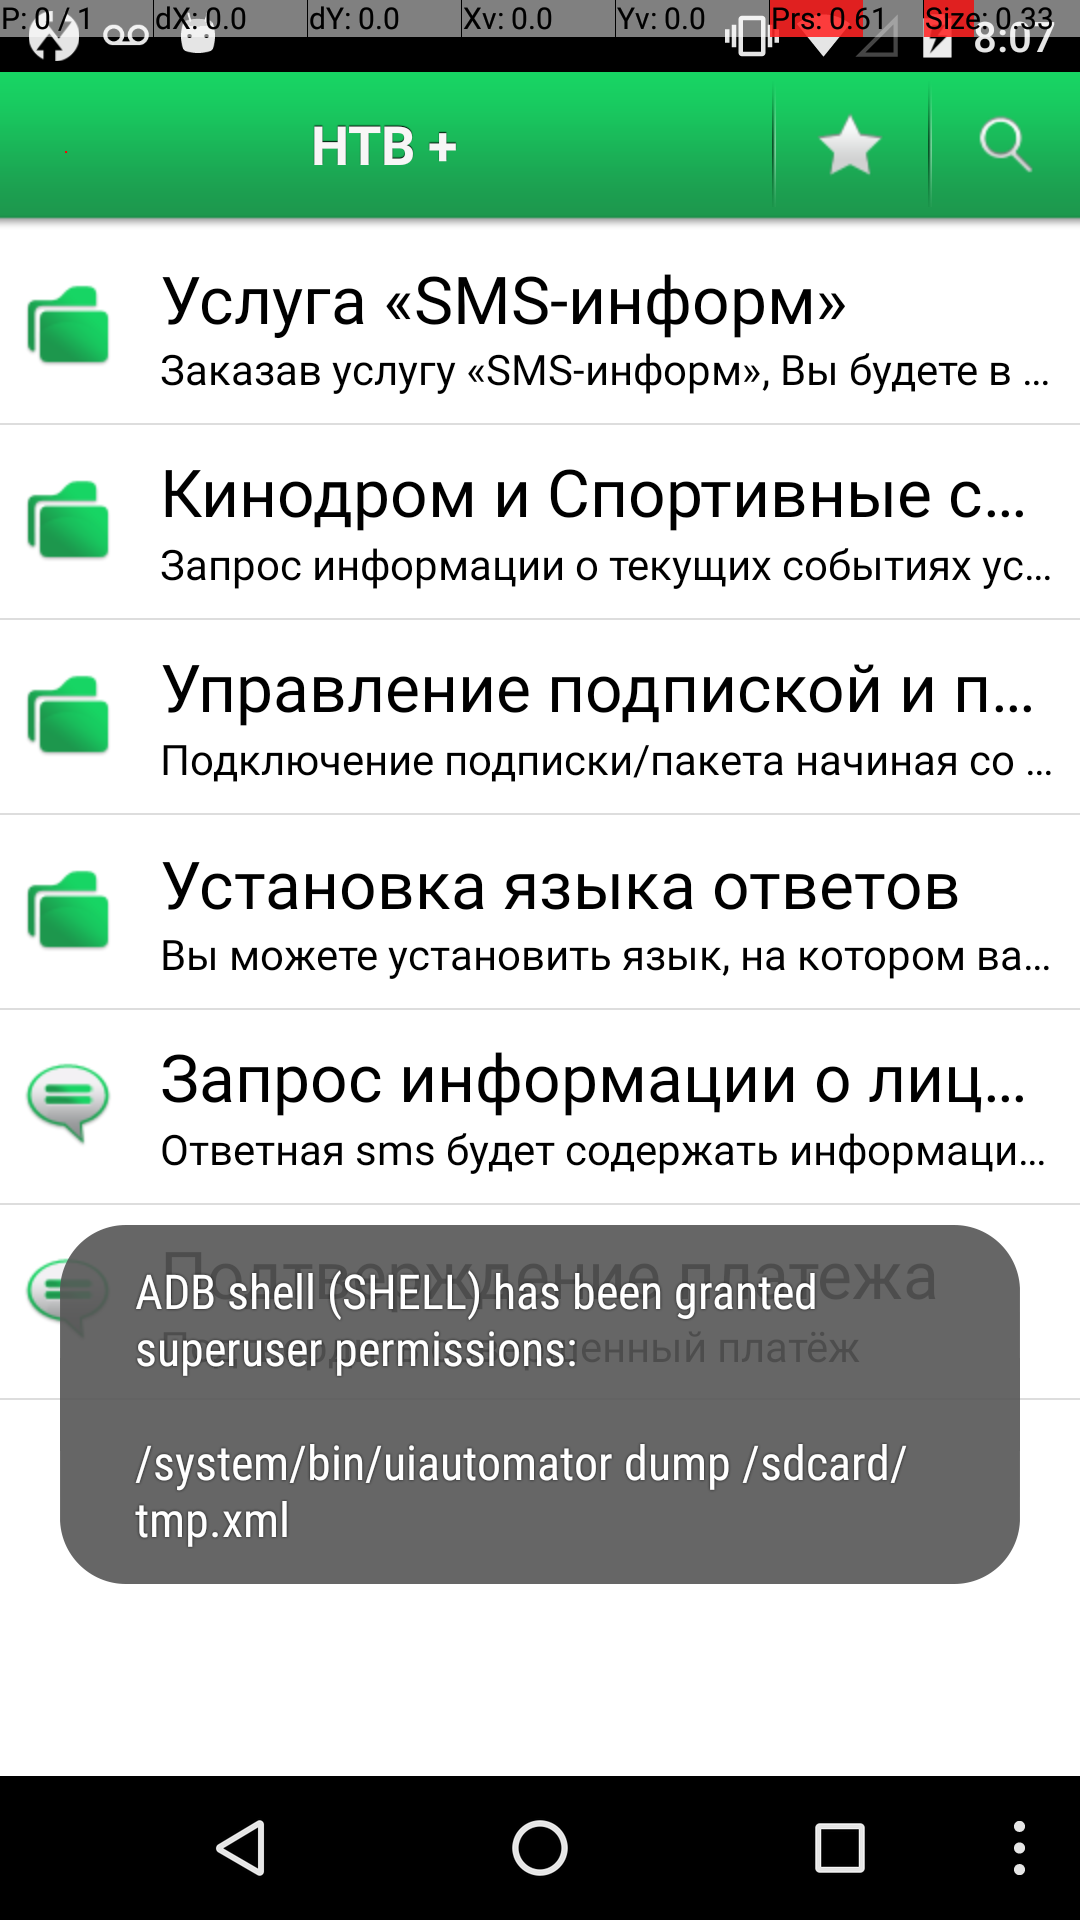 P: 0 / 1 dX: 0.0 dY: 0.0 Xv: 0.0 Yv: 0.0 Prs: 0.61 Size: 0.33
8:07
НТВ +
Услуга «SMS-информ»
Заказав услугу «SMS-информ», Вы будете в ...
Кинодром и Спортивные с...
Запрос информации о текущих событиях ус...
Управление подпиской и п...
Подключение подписки/пакета начиная со ...
Установка языка ответов
Вы можете установить язык, на котором ва...
Запрос информации о лиц...
Ответная sms будет содержать информаци...
Подтверждение платежа
платёж
ADB shell (SHELL) has been granted
superuser permissions:
/system/bin/uiautomator dump /sdcard/
tmp.xml